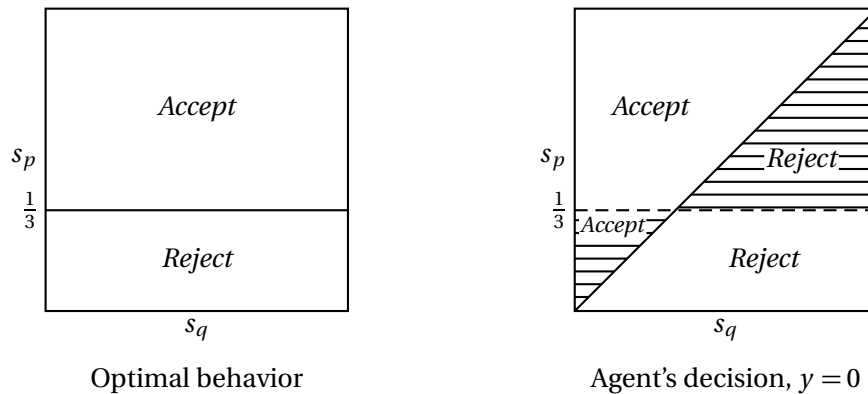 Accept
s_p
1/3
Reject
s_q
Optimal behavior
Accept
s_p
Reject
1/3
Accept
Reject
s_q
Agent's decision, y = 0